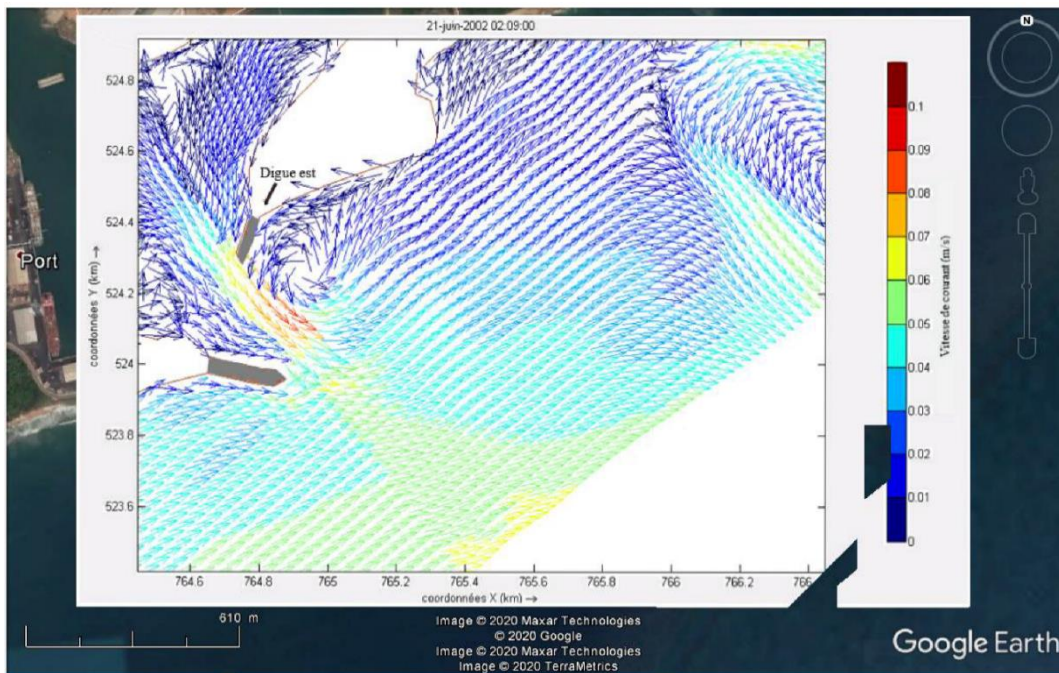 21-juin-2002 02:09:00
N
524.8
524.6
524.4
524.2
524
523.8
523.6
coordonnées Y (km) →
Digue est
Port
764.6 764.8 765 765.2 765.4 765.6 765.8 766 766.2 766.
coordonnées X (km) →
0.1
0.09
0.08
0.07
0.06
0.05
0.04
0.03
0.02
0.01
0
Vitesse de courant (m/s)
610 m
Image © 2020 Maxar Technologies
© 2020 Google
Image © 2020 Maxar Technologies
Image © 2020 TerraMetrics
Google Earth